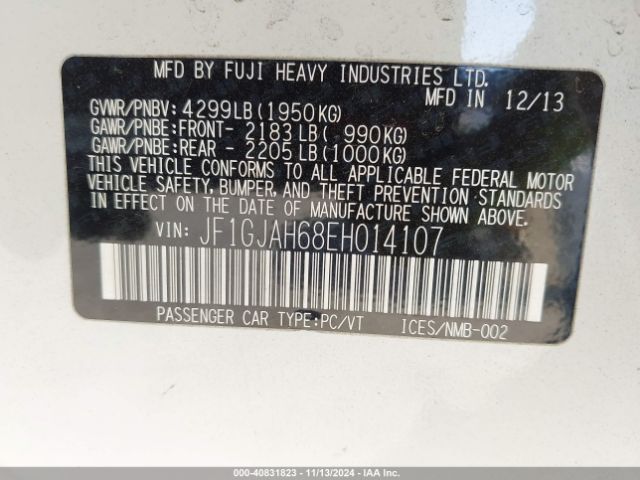 MFD BY FUJI HEAVY INDUSTRIES LTD.
MFD IN 12/13
GVWR/PNBV: 4299LB(1950KG)
GAWR/PNBE:FRONT- 2183LB( 990KG)
GAWR/PNBE:REAR - 2205LB(1000KG)
THIS VEHICLE CONFORMS TO ALL APPLICABLE FEDERAL MOTOR
VEHICLE SAFETY, BUMPER, AND THEFT PREVENTION STANDARDS
IN EFFECT ON THE DATE OF MANUFACTURE SHOWN ABOVE.
VIN: JF1GJAH68EH014107
PASSENGER CAR TYPE:PC/VT ICES/NMB-002
000-40831823 - 11/13/2024 - IAA Inc.